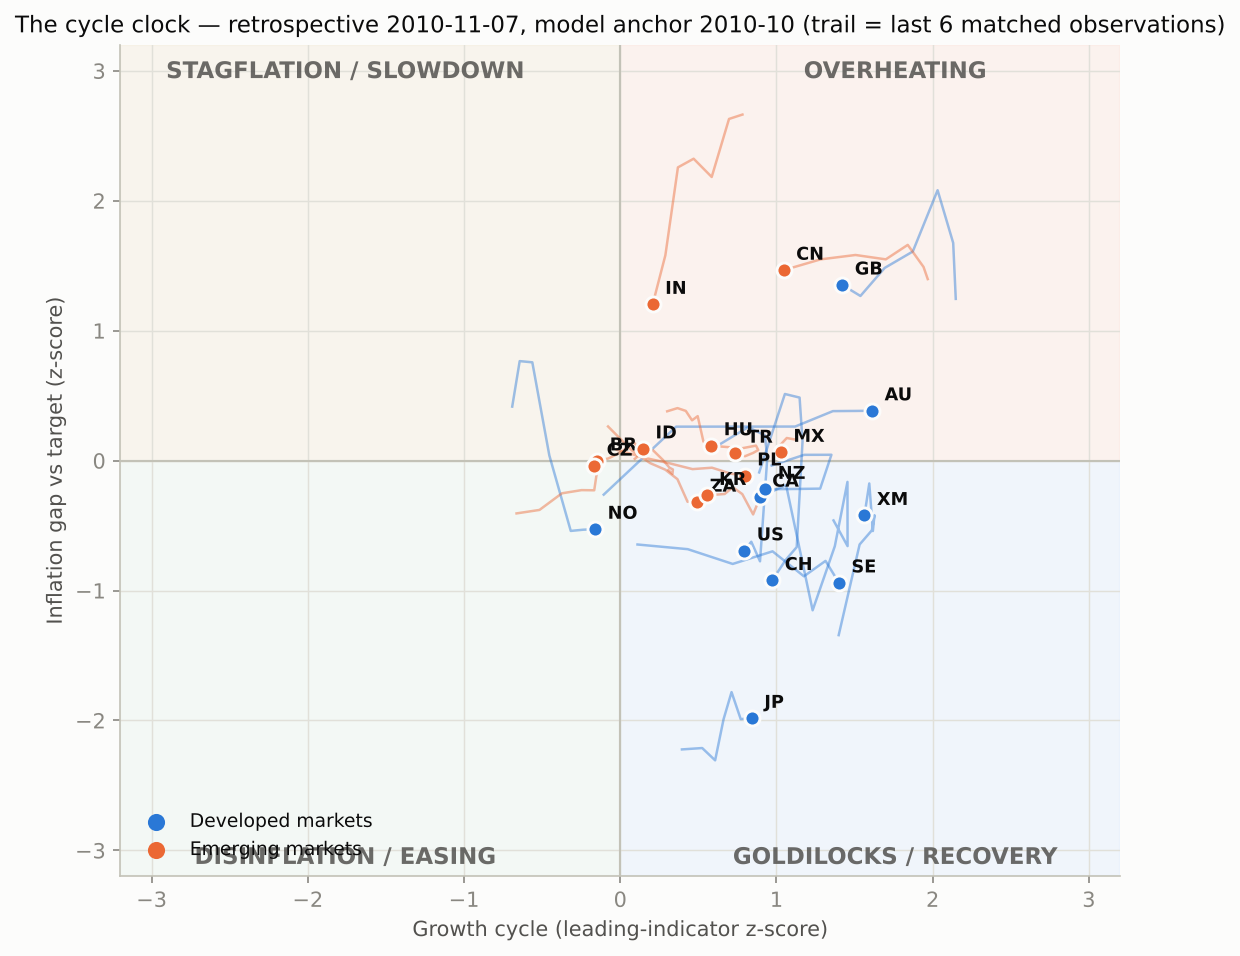 The cycle clock — retrospective 2010-11-07, model anchor 2010-10 (trail = last 6 matched observations)
STAGFLATION / SLOWDOWN
OVERHEATING
CN
GB
IN
AU
HU
ID
TR
MX
BR
CZ
PL
NZ
KR
CA
ZA
XM
NO
US
CH
SE
JP
Developed markets
Emerging markets
DISINFLATION / EASING
GOLDILOCKS / RECOVERY
3
2
1
0
−1
−2
−3
−3
−2
−1
0
1
2
3
Inflation gap vs target (z-score)
Growth cycle (leading-indicator z-score)